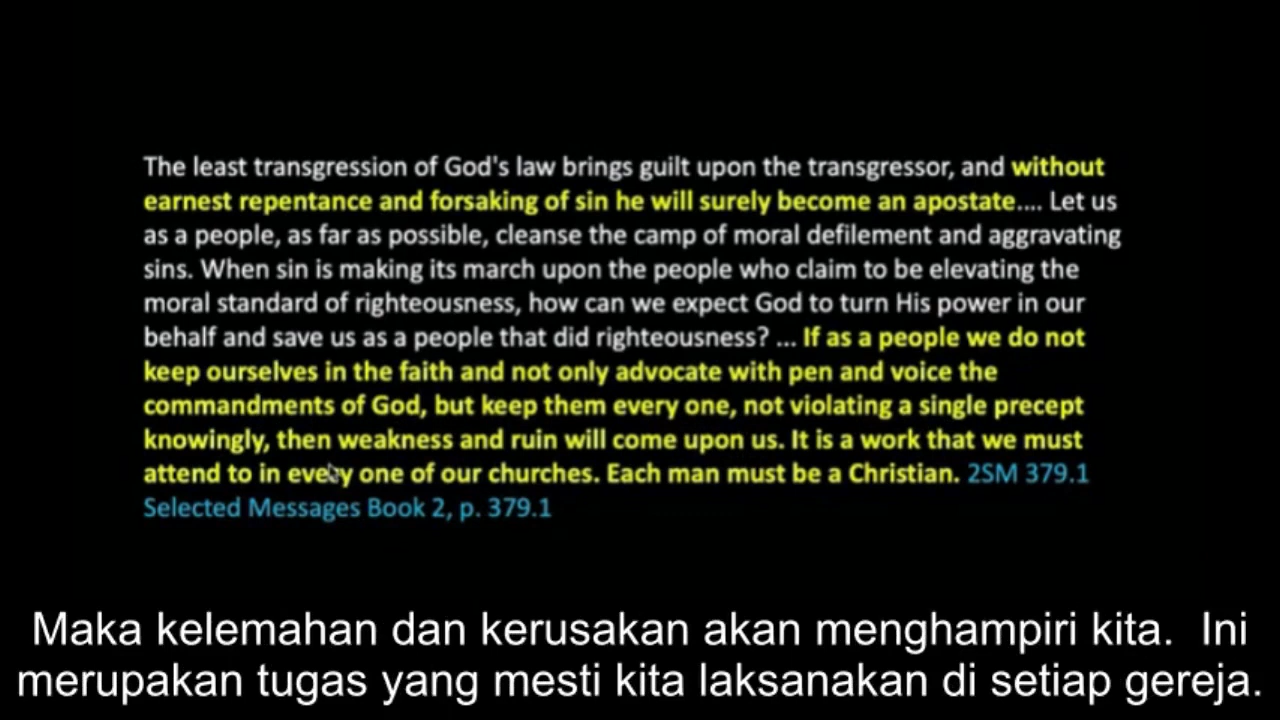 The least transgression of God's law brings guilt upon the transgressor, and without
earnest repentance and forsaking of sin he will surely become an apostate.... Let us
as a people, as far as possible, cleanse the camp of moral defilement and aggravating
sins. When sin is making its march upon the people who claim to be elevating the
moral standard of righteousness, how can we expect God to turn His power in our
behalf and save us as a people that did righteousness? ... If as a people we do not
keep ourselves in the faith and not only advocate with pen and voice the
commandments of God, but keep them every one, not violating a single precept
knowingly, then weakness and ruin will come upon us. It is a work that we must
attend to in every one of our churches. Each man must be a Christian. 2SM 379.1
Selected Messages Book 2, p. 379.1
Maka kelemahan dan kerusakan akan menghampiri kita.  Ini
merupakan tugas yang mesti kita laksanakan di setiap gereja.